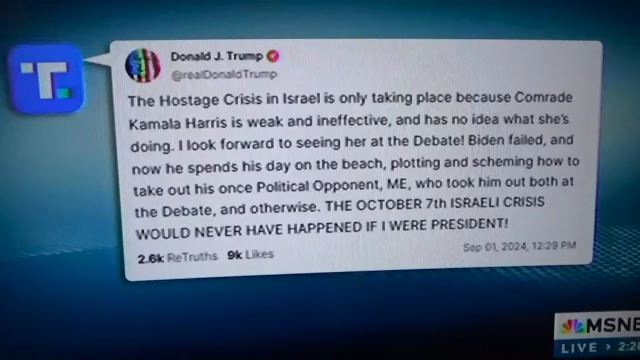 T.
Donald J. Trump
@realDonaldTrump
The Hostage Crisis in Israel is only taking place because Comrade
Kamala Harris is weak and ineffective, and has no idea what she's
doing. I look forward to seeing her at the Debate! Biden failed, and
now he spends his day on the beach, plotting and scheming how to
take out his once Political Opponent, ME, who took him out both at
the Debate, and otherwise. THE OCTOBER 7th ISRAELI CRISIS
WOULD NEVER HAVE HAPPENED IF I WERE PRESIDENT!
2.6k ReTruths 9k Likes
Sep 01, 2024, 12:29 PM
MSNB
LIVE > 2:2